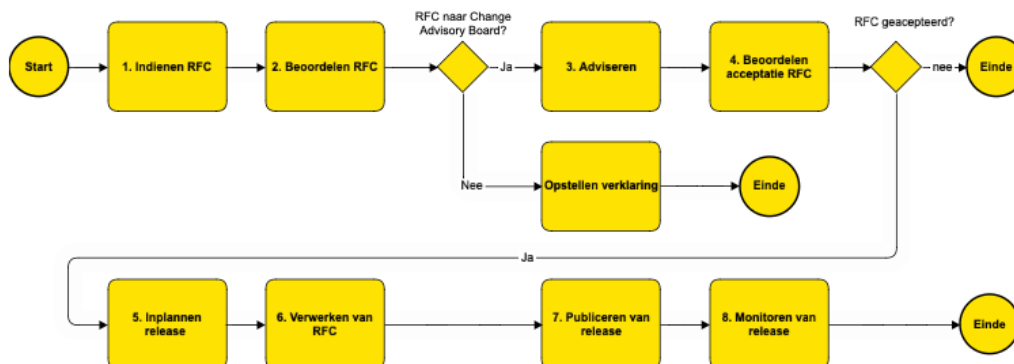 RFC naar Change
Advisory Board?
RFC geaccepteerd?
Start
1. Indienen RFC
2. Beoordelen RFC
Ja
3. Adviseren
4. Beoordelen
acceptatie RFC
nee
Einde
Nee
Opstellen verklaring
Einde
Ja
5. Inplannen
release
6. Verwerken van
RFC
7. Publiceren van
release
8. Monitoren van
release
Einde